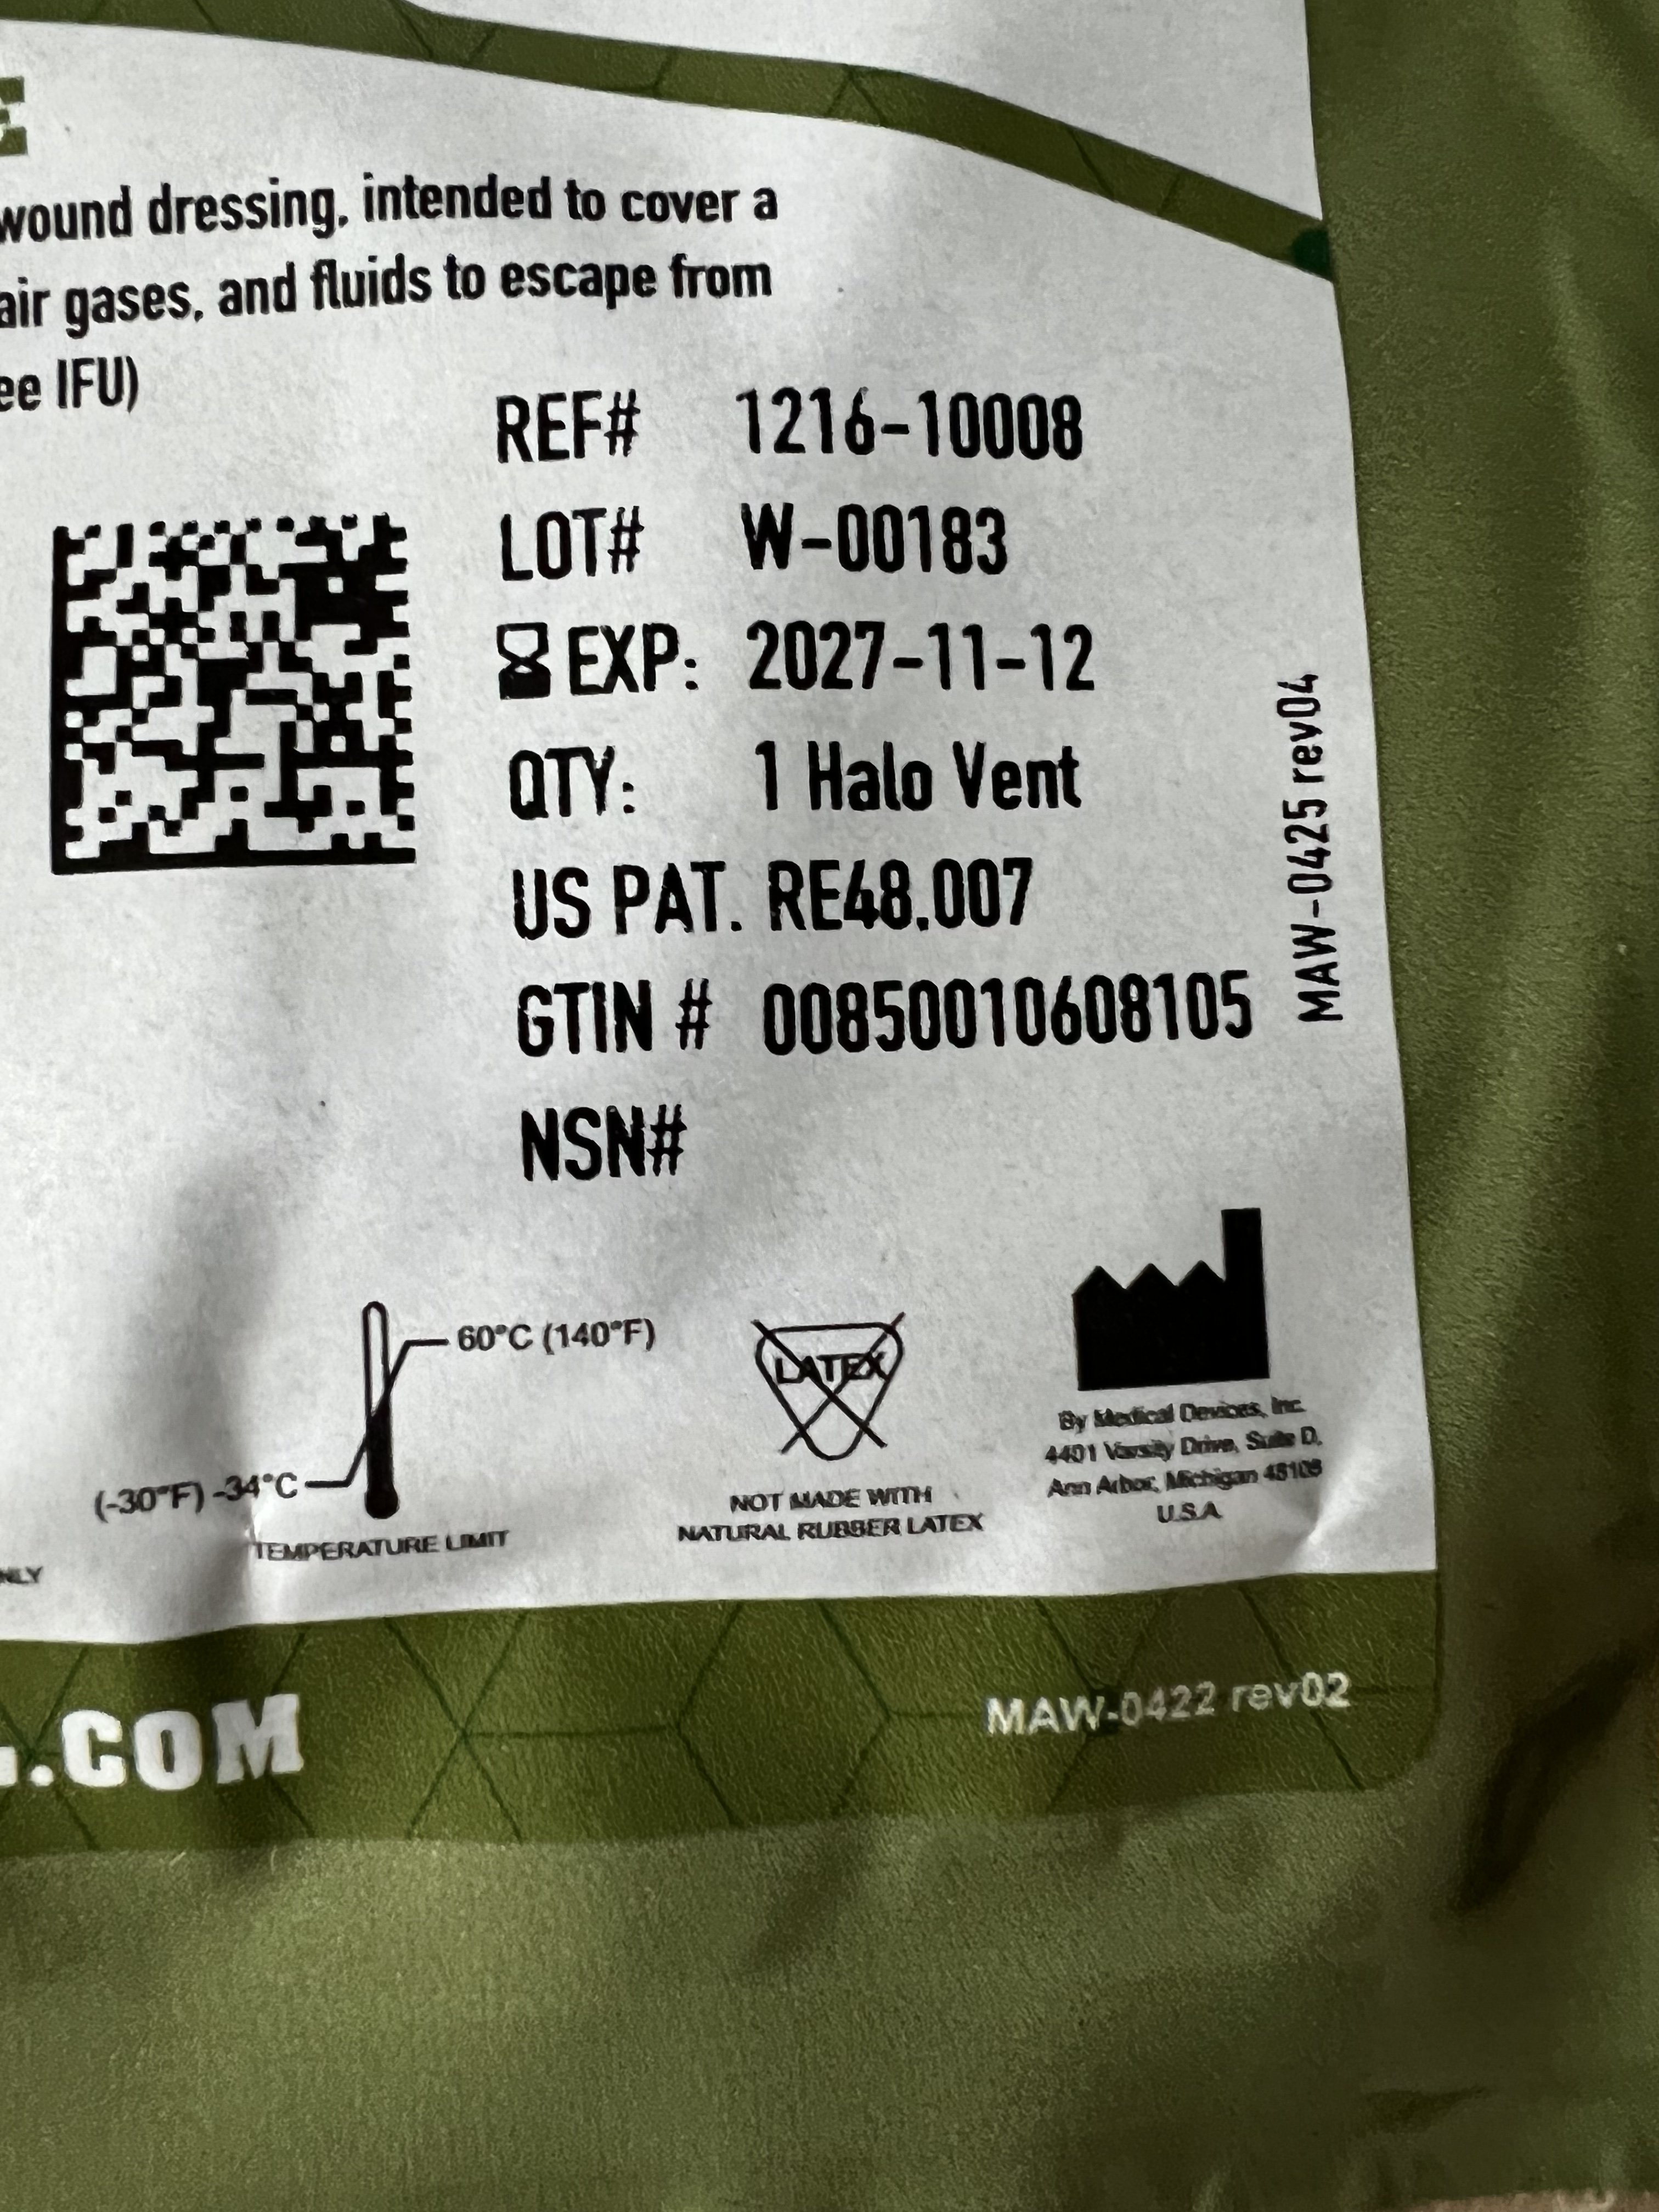 E
wound dressing, intended to cover a
air gases, and fluids to escape from
ee IFU)
REF# 1216-10008
LOT# W-00183
EXP: 2027-11-12
QTY: 1 Halo Vent
US PAT. RE48.007
GTIN # 00850010608105
NSN#
MAW-0425 rev04
60°C (140°F)
(-30°F) -34°C
TEMPERATURE LIMIT
LATEX
NOT MADE WITH
NATURAL RUBBER LATEX
By Medical Devices, Inc.
4401 Varsity Drive, Suite D,
Ann Arbor, Michigan 48108
U.S.A
NLY
.COM
MAW-0422 rev02